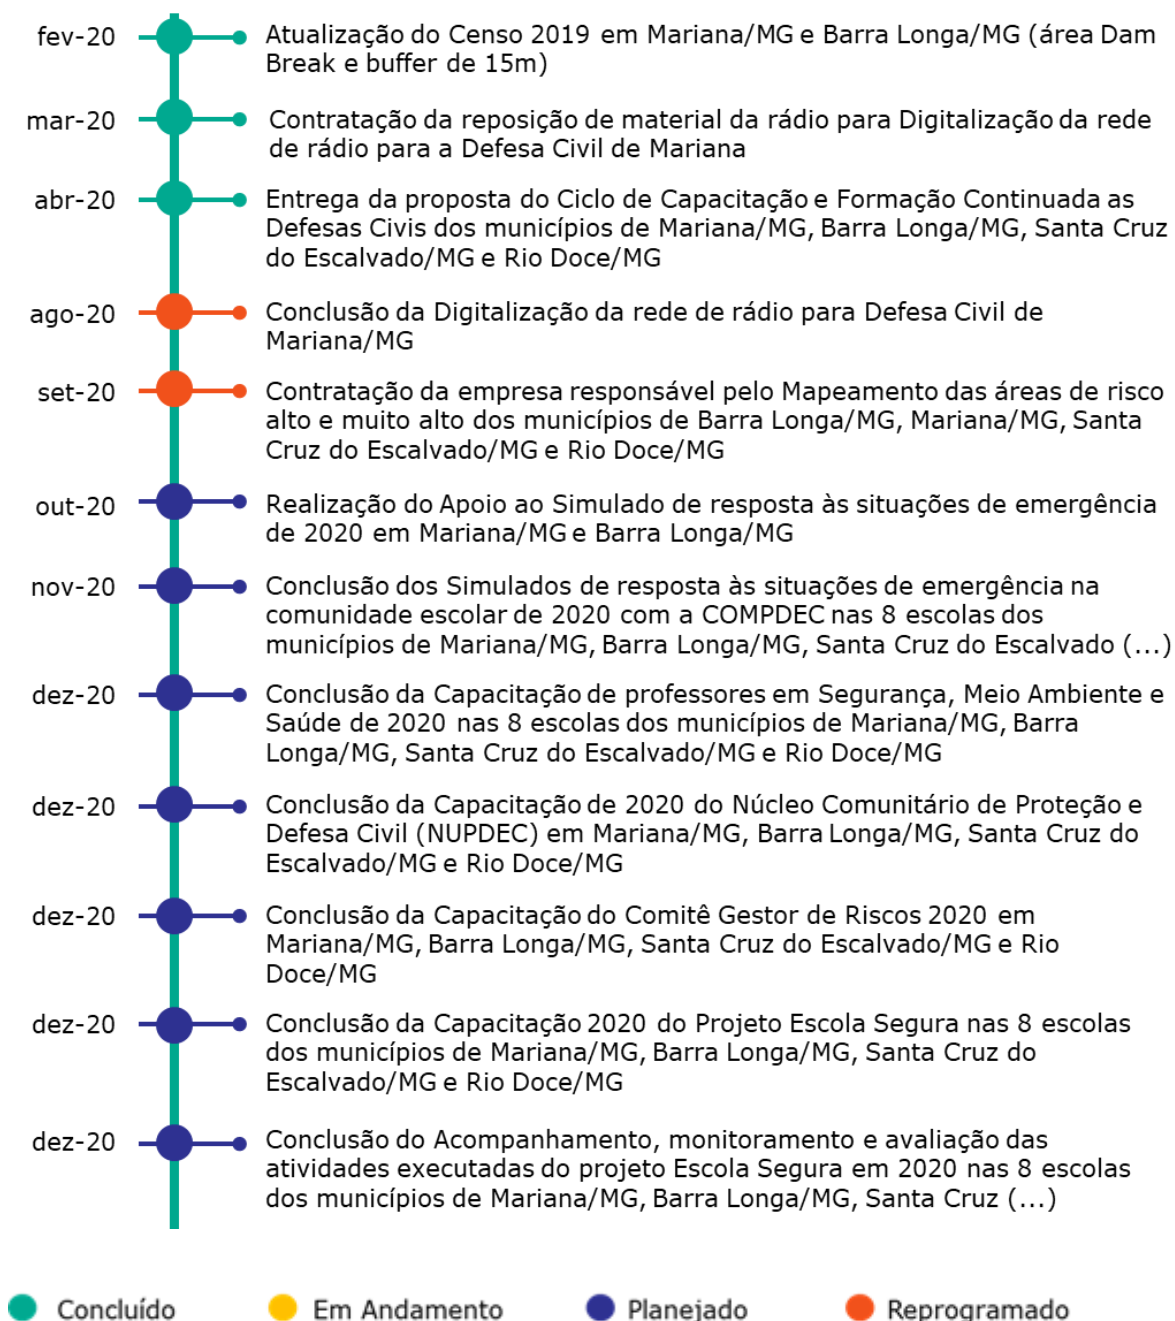 fev-20 Atualização do Censo 2019 em Mariana/MG e Barra Longa/MG (área Dam
Break e buffer de 15m)
mar-20 Contratação da reposição de material da rádio para Digitalização da rede
de rádio para a Defesa Civil de Mariana
abr-20 Entrega da proposta do Ciclo de Capacitação e Formação Continuada as
Defesas Civis dos municípios de Mariana/MG, Barra Longa/MG, Santa Cruz
do Escalvado/MG e Rio Doce/MG
ago-20 Conclusão da Digitalização da rede de rádio para Defesa Civil de
Mariana/MG
set-20 Contratação da empresa responsável pelo Mapeamento das áreas de risco
alto e muito alto dos municípios de Barra Longa/MG, Mariana/MG, Santa
Cruz do Escalvado/MG e Rio Doce/MG
out-20 Realização do Apoio ao Simulado de resposta às situações de emergência
de 2020 em Mariana/MG e Barra Longa/MG
nov-20 Conclusão dos Simulados de resposta às situações de emergência na
comunidade escolar de 2020 com a COMPDEC nas 8 escolas dos
municípios de Mariana/MG, Barra Longa/MG, Santa Cruz do Escalvado (...)
dez-20 Conclusão da Capacitação de professores em Segurança, Meio Ambiente e
Saúde de 2020 nas 8 escolas dos municípios de Mariana/MG, Barra
Longa/MG, Santa Cruz do Escalvado/MG e Rio Doce/MG
dez-20 Conclusão da Capacitação de 2020 do Núcleo Comunitário de Proteção e
Defesa Civil (NUPDEC) em Mariana/MG, Barra Longa/MG, Santa Cruz do
Escalvado/MG e Rio Doce/MG
dez-20 Conclusão da Capacitação do Comitê Gestor de Riscos 2020 em
Mariana/MG, Barra Longa/MG, Santa Cruz do Escalvado/MG e Rio
Doce/MG
dez-20 Conclusão da Capacitação 2020 do Projeto Escola Segura nas 8 escolas
dos municípios de Mariana/MG, Barra Longa/MG, Santa Cruz do
Escalvado/MG e Rio Doce/MG
dez-20 Conclusão do Acompanhamento, monitoramento e avaliação das
atividades executadas do projeto Escola Segura em 2020 nas 8 escolas
dos municípios de Mariana/MG, Barra Longa/MG, Santa Cruz (...)
Concluído Em Andamento Planejado Reprogramado